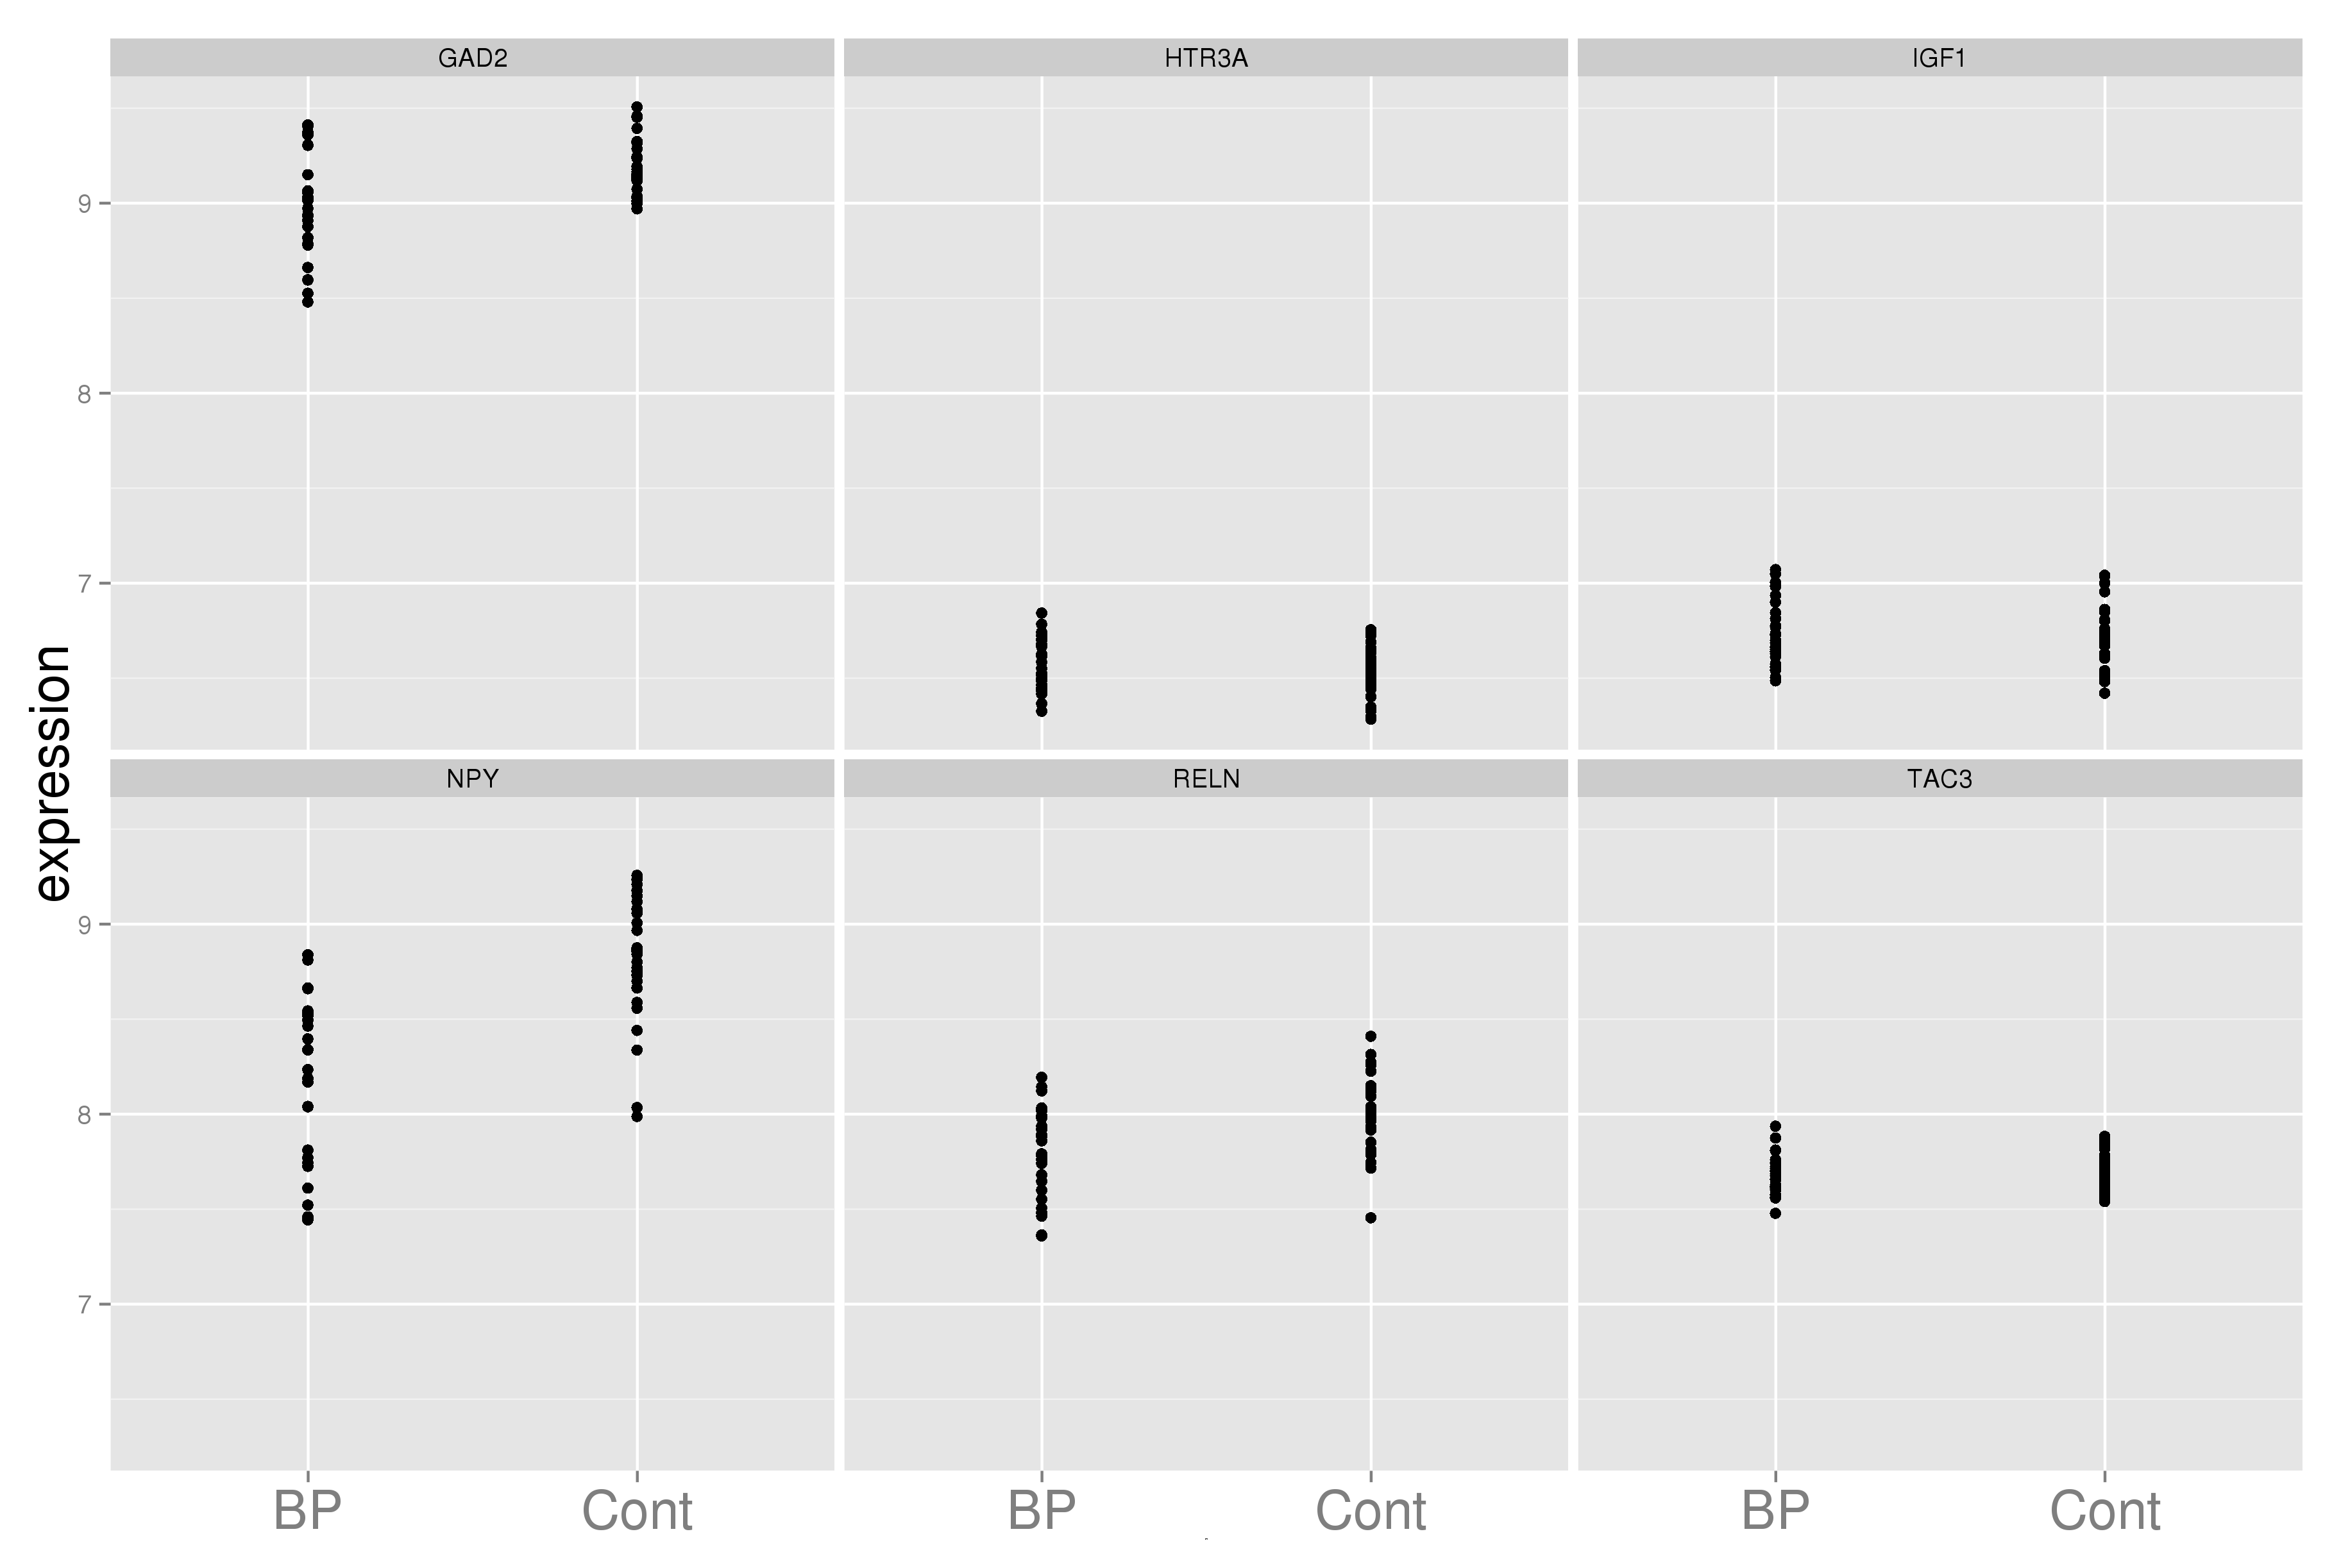 GAD2 HTR3A IGF1
9
8
7
expression
NPY RELN TAC3
9
8
7
BP Cont BP Cont BP Cont